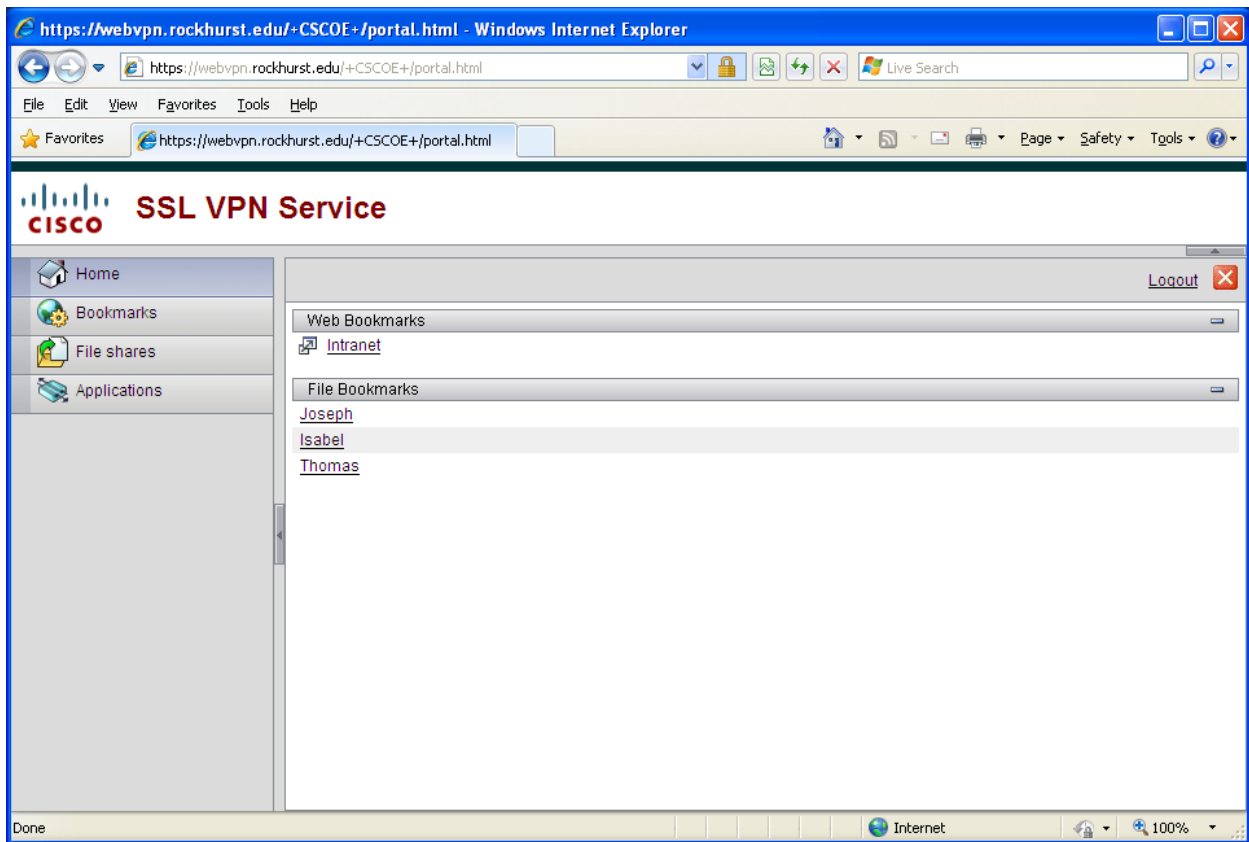 https://webvpn.rockhurst.edu/+CSCOE+/portal.html - Windows Internet Explorer
https://webvpn.rockhurst.edu/+CSCOE+/portal.html Live Search
File Edit View Favorites Tools Help
Favorites https://webvpn.rockhurst.edu/+CSCOE+/portal.html Page Safety Tools
CISCO SSL VPN Service
Home
Logout
Bookmarks
Web Bookmarks
Intranet
File shares
Applications
File Bookmarks
Joseph
Isabel
Thomas
Done Internet 100%